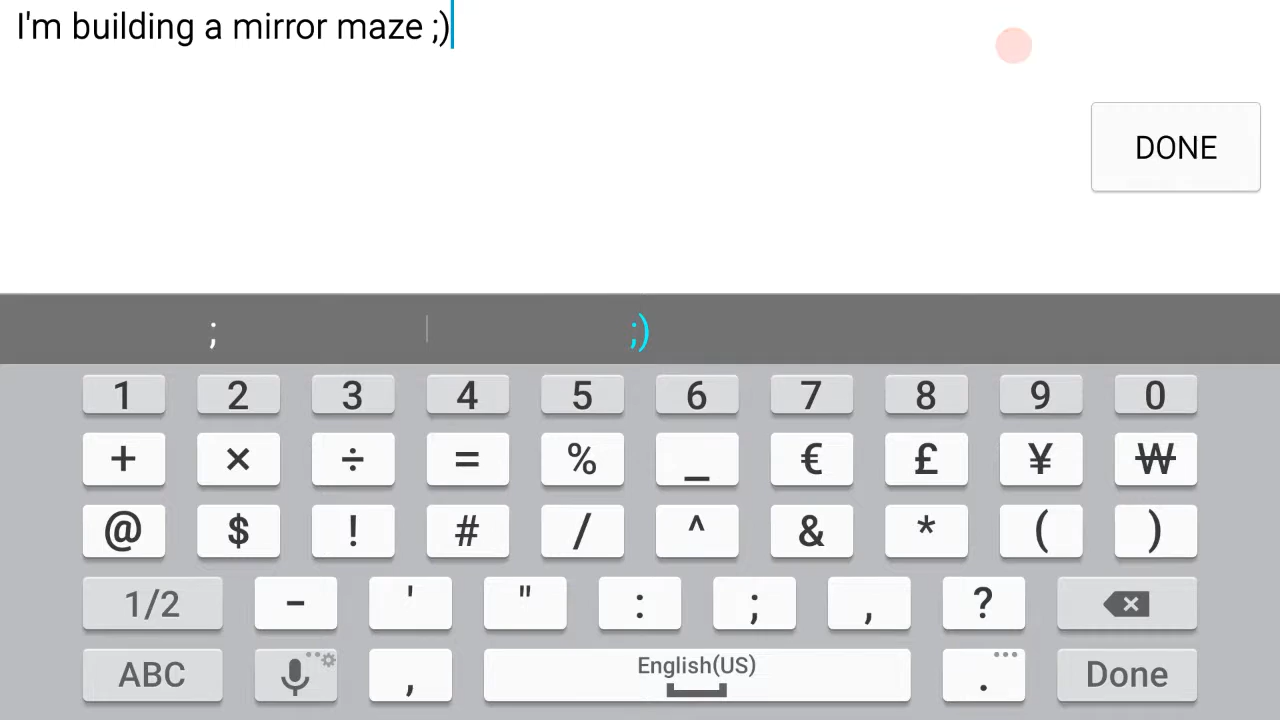 I'm building a mirror maze ;)
DONE
; ;)
1 2 3 4 5 6 7 8 9 0
+ × ÷ = % _ € £ ¥ ₩
@ $ ! # / ^ & * ( )
1/2 - ' " : ; , ?
ABC , English(US) . Done